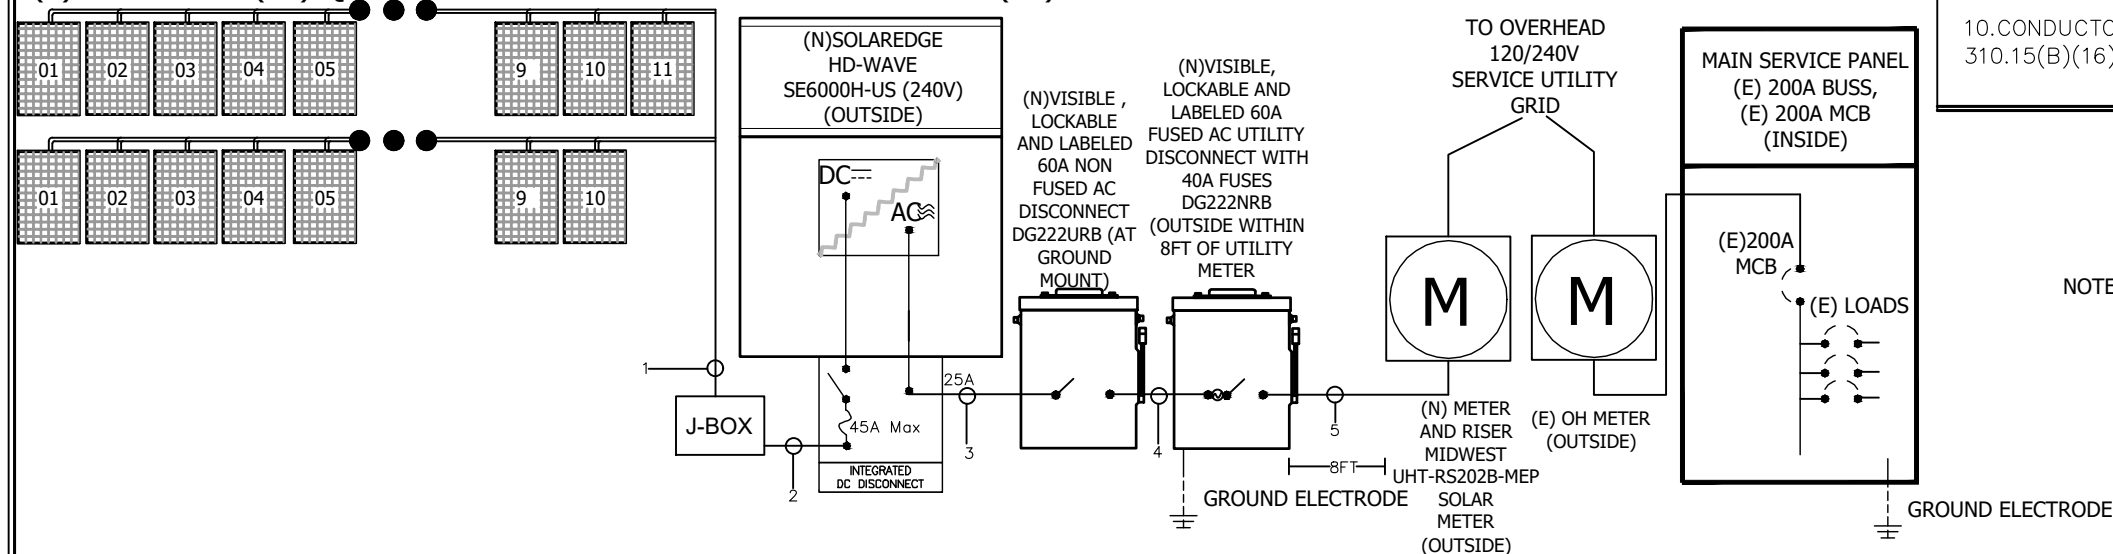 01
02
03
04
05
9
10
11
01
02
03
04
05
9
10
(N)SOLAREDGE
HD-WAVE
SE6000H-US (240V)
(OUTSIDE)
DC
AC
1
J-BOX
2
45A Max
INTEGRATED
DC DISCONNECT
25A
3
(N)VISIBLE ,
LOCKABLE
AND LABELED
60A NON
FUSED AC
DISCONNECT
DG222URB (AT
GROUND
MOUNT)
4
(N)VISIBLE,
LOCKABLE AND
LABELED 60A
FUSED AC UTILITY
DISCONNECT WITH
40A FUSES
DG222NRB
(OUTSIDE WITHIN
8FT OF UTILITY
METER
GROUND ELECTRODE
8FT
5
TO OVERHEAD
120/240V
SERVICE UTILITY
GRID
M
M
(N) METER
AND RISER
MIDWEST
UHT-RS202B-MEP
SOLAR
METER
(OUTSIDE)
(E) OH METER
(OUTSIDE)
MAIN SERVICE PANEL
(E) 200A BUSS,
(E) 200A MCB
(INSIDE)
(E)200A
MCB
(E) LOADS
GROUND ELECTRODE
10.CONDUCTO
310.15(B)(16)
NOTE